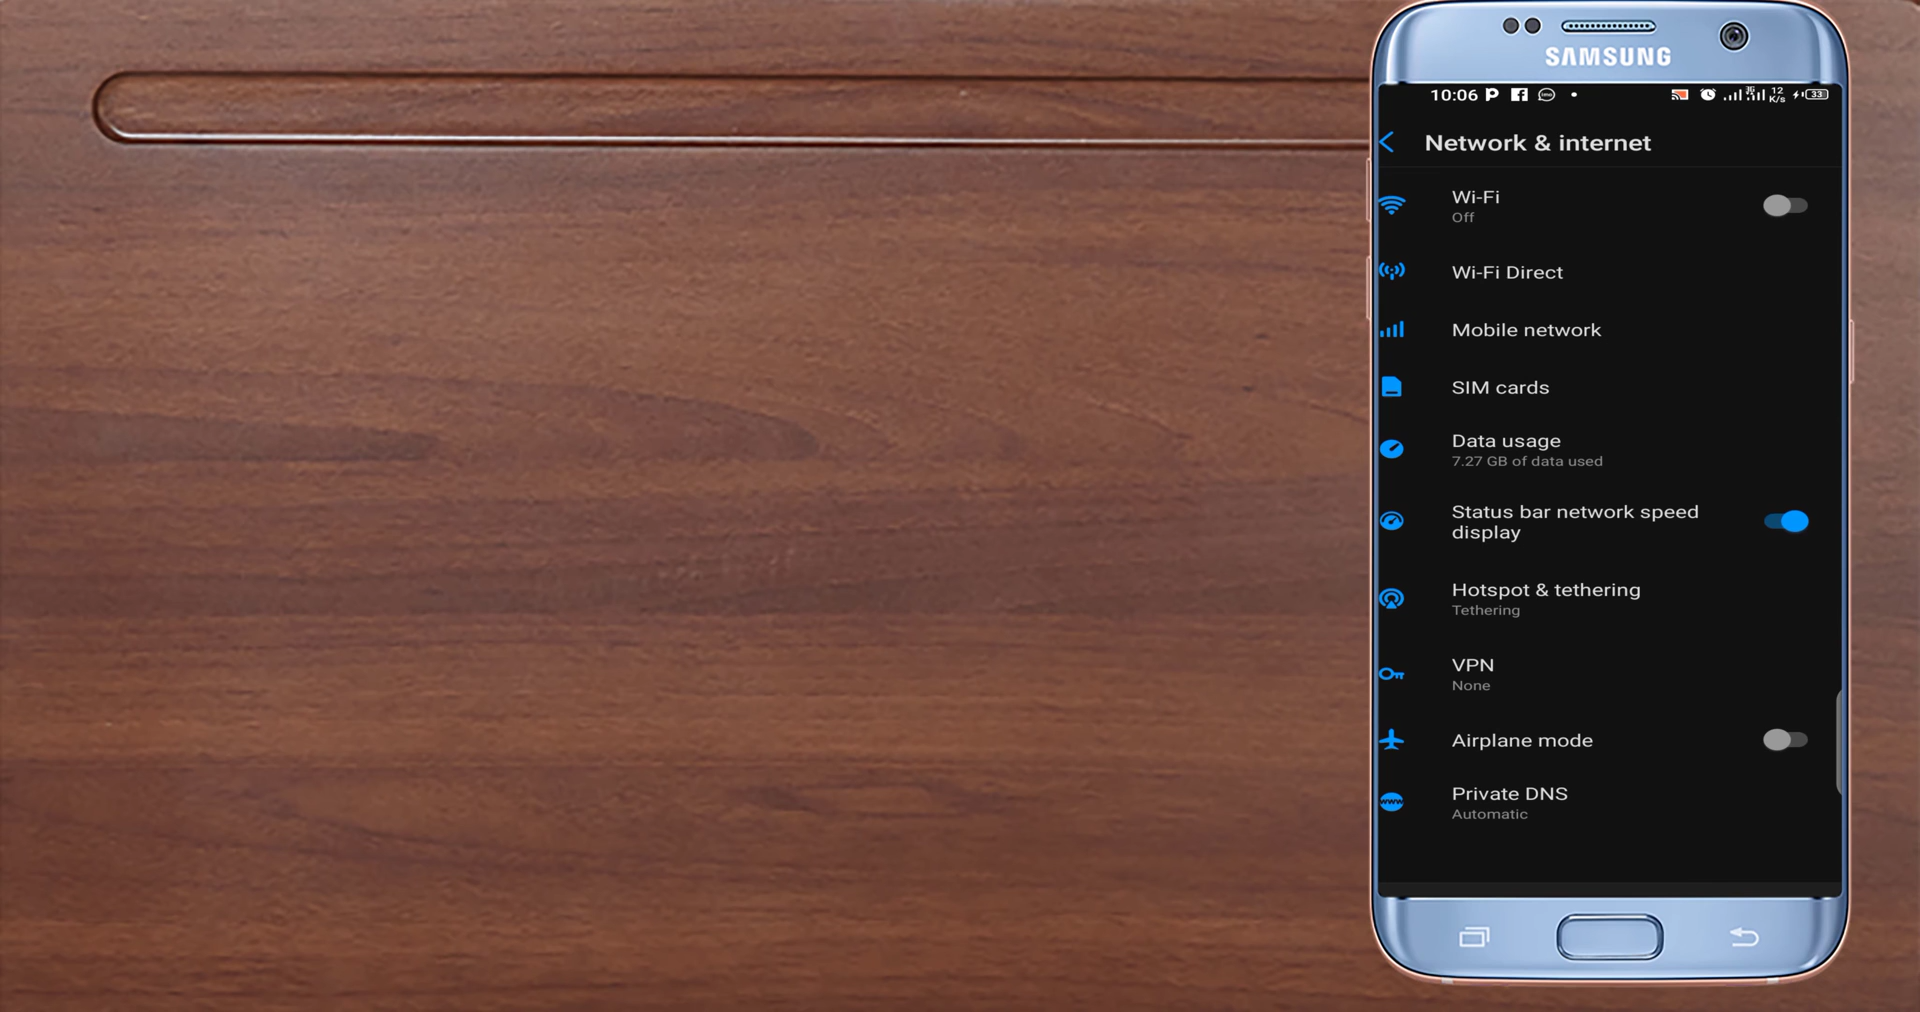 SAMSUNG
10:06
12
K/s
33
Network & internet
Wi-Fi
Off
Wi-Fi Direct
Mobile network
SIM cards
Data usage
7.27 GB of data used
Status bar network speed
display
Hotspot & tethering
Tethering
VPN
None
Airplane mode
Private DNS
Automatic